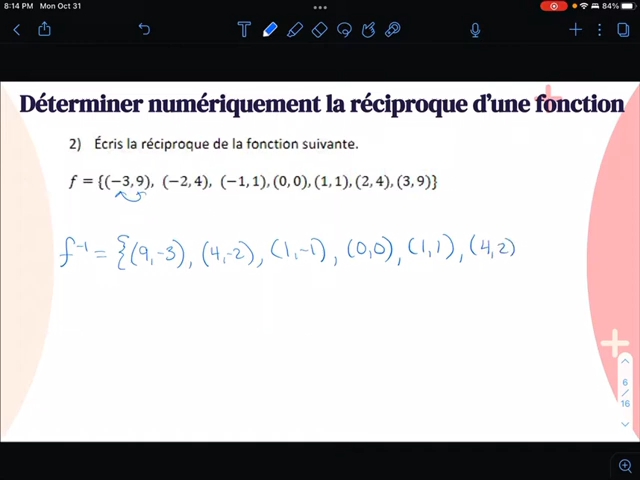 8:14 PM Mon Oct 31
84%
Déterminer numériquement la réciproque d'une fonction
2) Écris la réciproque de la fonction suivante.
f = {(−3, 9), (−2, 4), (−1, 1), (0, 0), (1, 1), (2, 4), (3, 9)}
f⁻¹ = {(9,-3), (4,-2), (1,-1), (0,0), (1,1), (4,2)
6
/
16